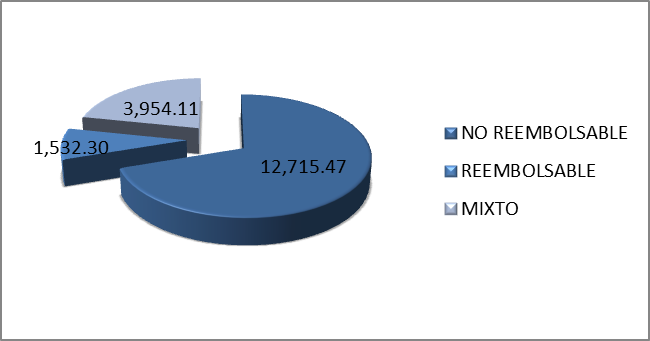 3,954.11
1,532.30
12,715.47
NO REEMBOLSABLE
REEMBOLSABLE
MIXTO